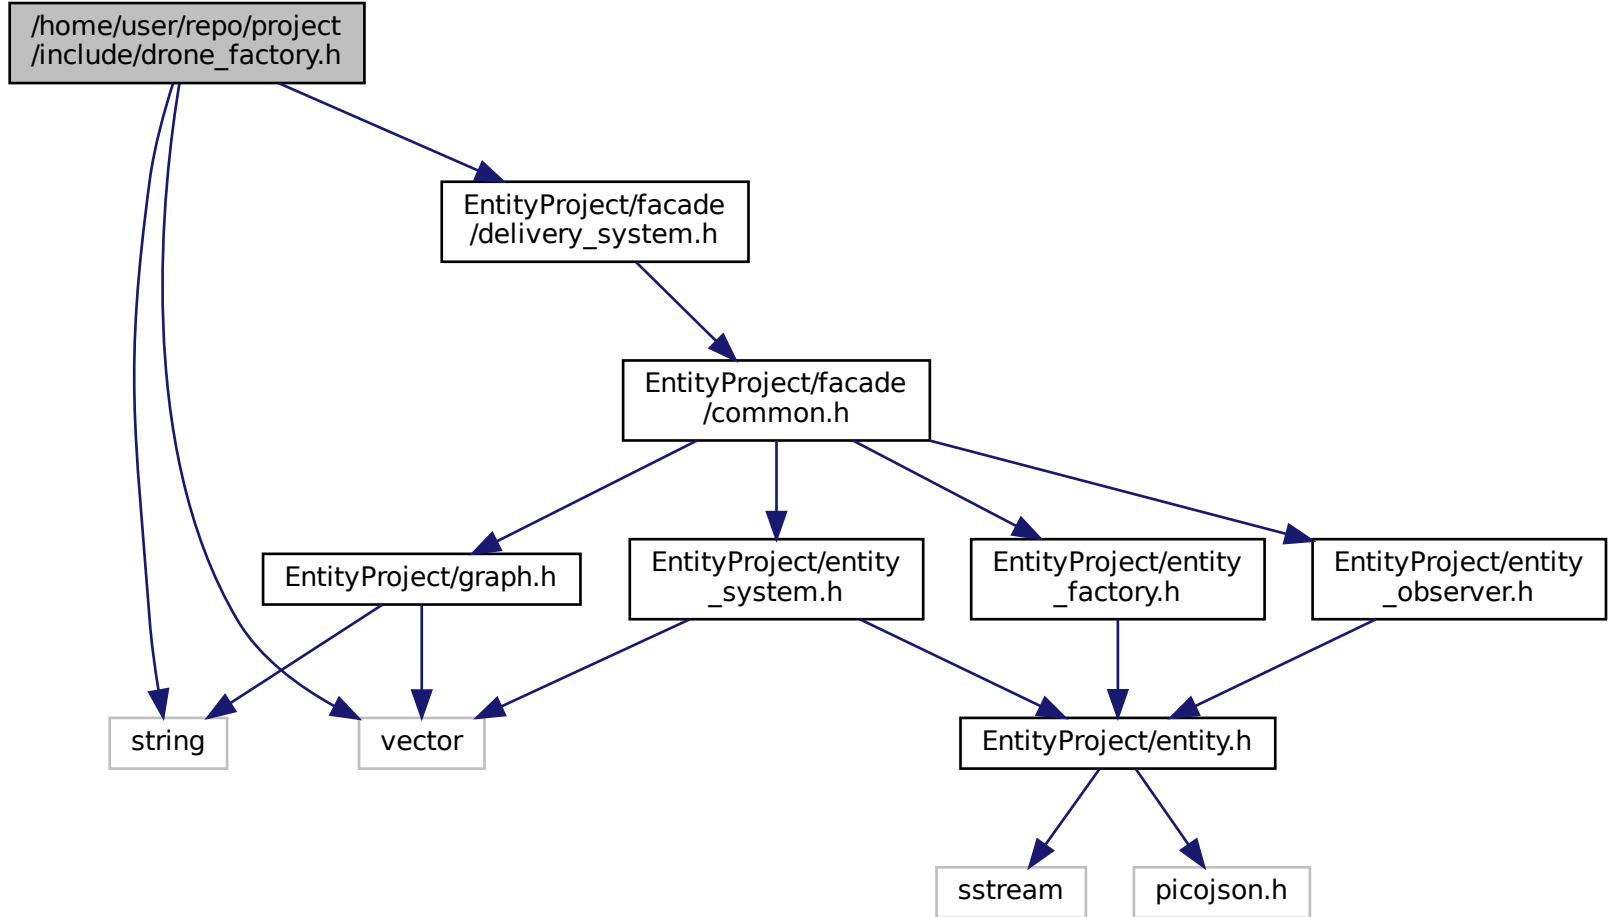 /home/user/repo/project
/include/drone_factory.h
EntityProject/facade
/delivery_system.h
EntityProject/facade
/common.h
EntityProject/graph.h
EntityProject/entity
_system.h
EntityProject/entity
_factory.h
EntityProject/entity
_observer.h
string
vector
EntityProject/entity.h
sstream
picojson.h